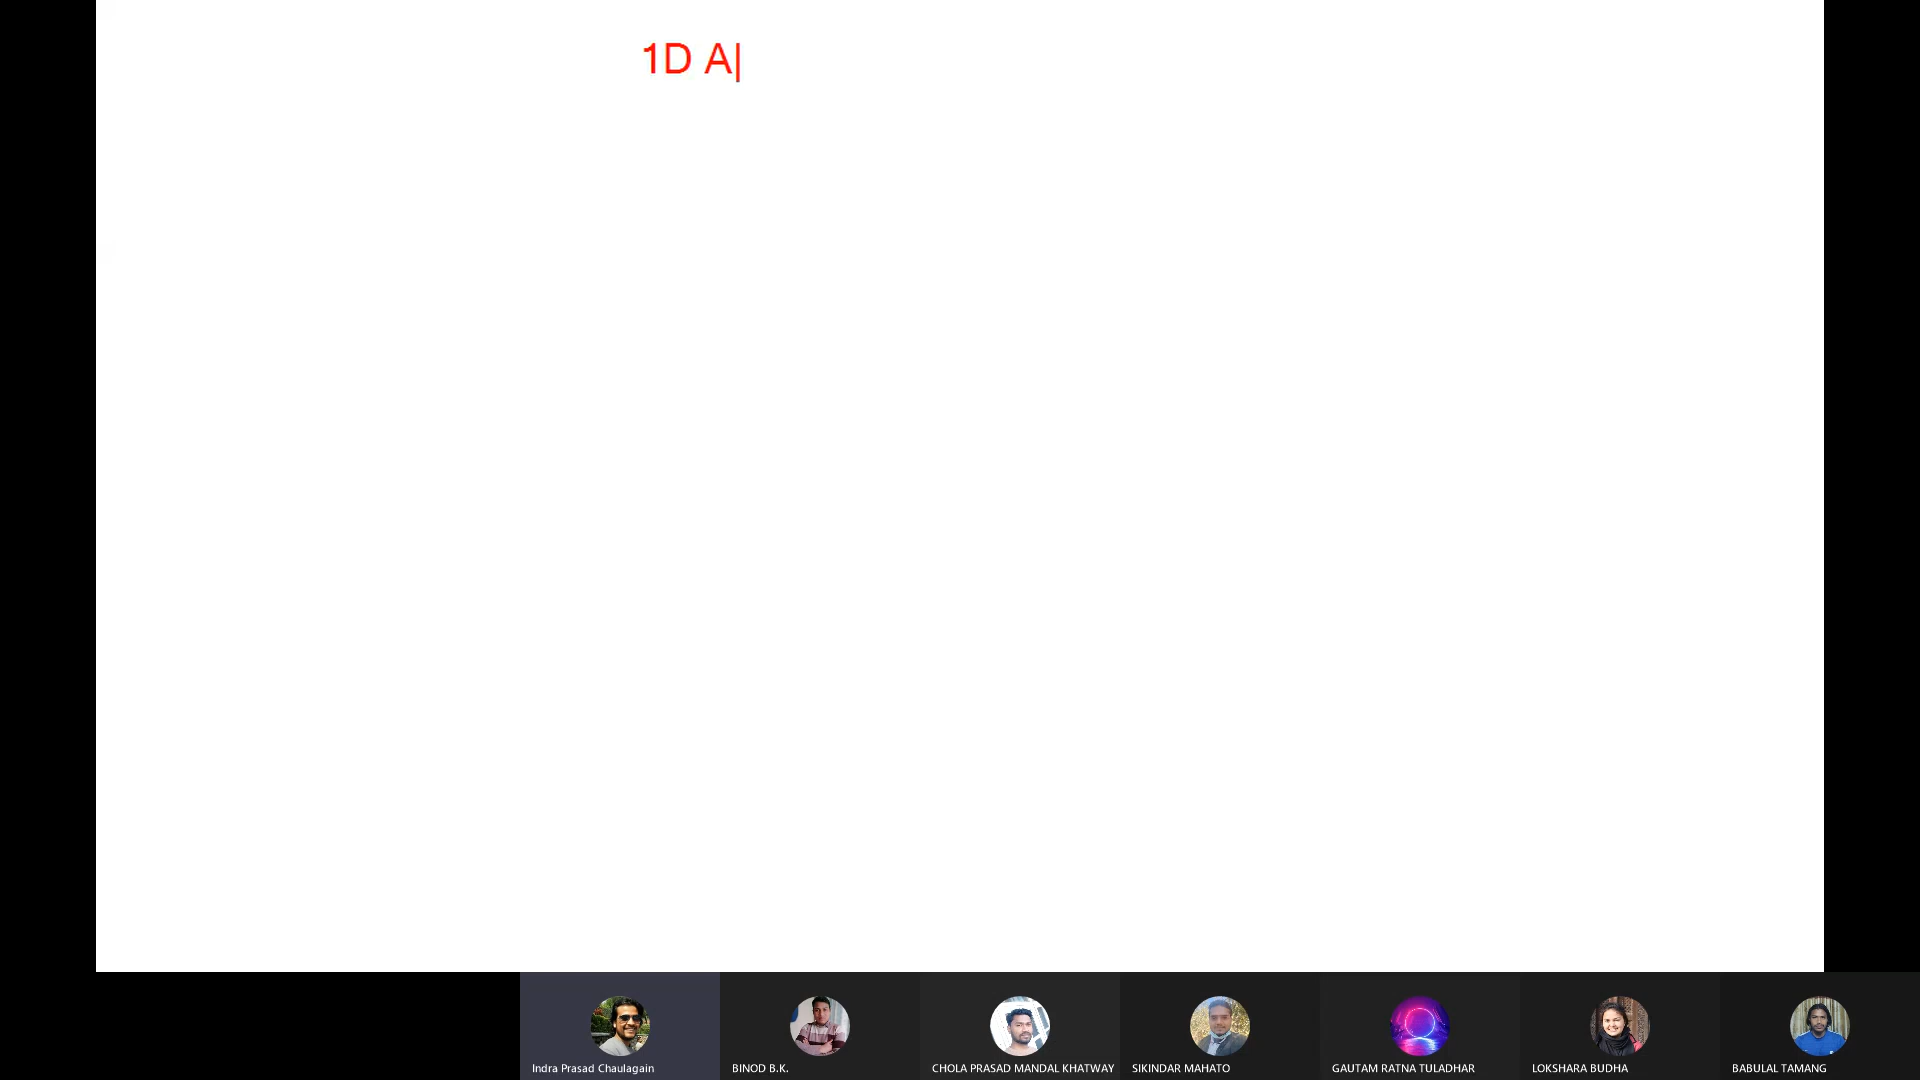 1D A
Indra Prasad Chaulagain
BINOD B.K.
CHOLA PRASAD MANDAL KHATWAY
SIKINDAR MAHATO
GAUTAM RATNA TULADHAR
LOKSHARA BUDHA
BABULAL TAMANG